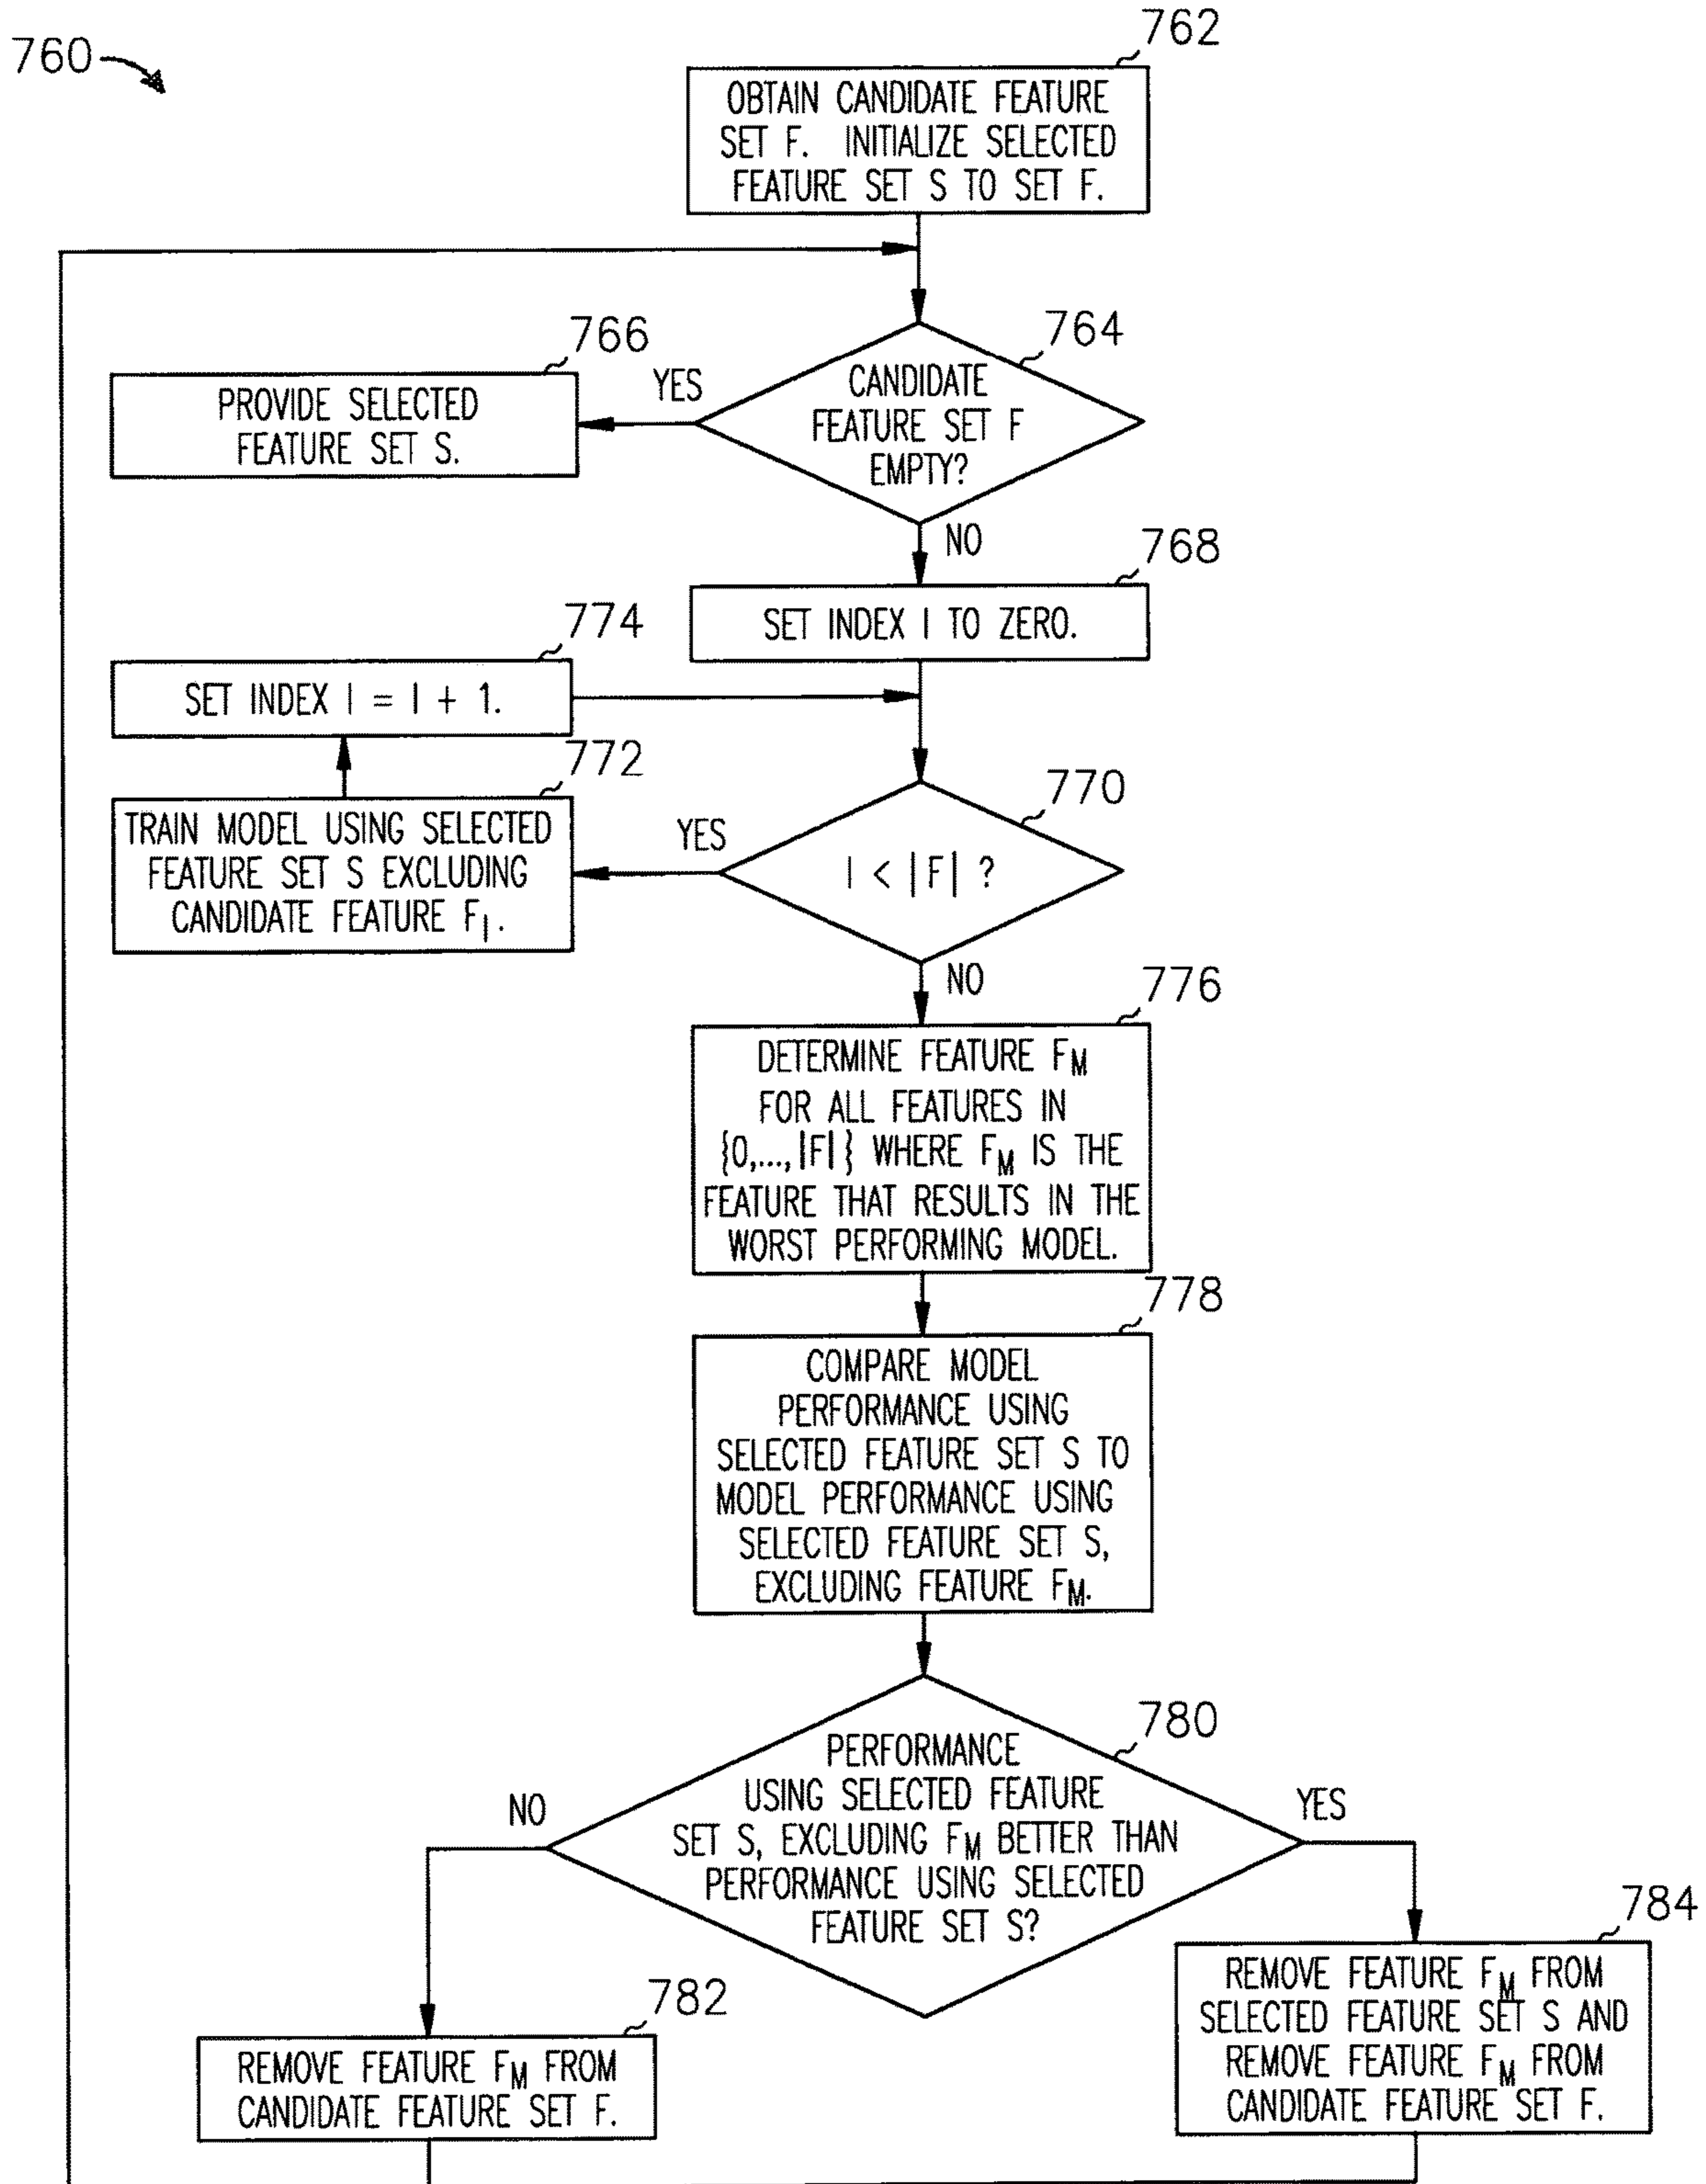 760
762
OBTAIN CANDIDATE FEATURE
SET F. INITIALIZE SELECTED
FEATURE SET S TO SET F.
764
CANDIDATE
FEATURE SET F
EMPTY?
YES
766
PROVIDE SELECTED
FEATURE SET S.
NO
768
SET INDEX I TO ZERO.
774
SET INDEX I = I + 1.
770
I < |F| ?
YES
772
TRAIN MODEL USING SELECTED
FEATURE SET S EXCLUDING
CANDIDATE FEATURE F_I.
NO
776
DETERMINE FEATURE F_M
FOR ALL FEATURES IN
{0,...,|F|} WHERE F_M IS THE
FEATURE THAT RESULTS IN THE
WORST PERFORMING MODEL.
778
COMPARE MODEL
PERFORMANCE USING
SELECTED FEATURE SET S TO
MODEL PERFORMANCE USING
SELECTED FEATURE SET S,
EXCLUDING FEATURE F_M.
780
PERFORMANCE
USING SELECTED FEATURE
SET S, EXCLUDING F_M BETTER THAN
PERFORMANCE USING SELECTED
FEATURE SET S?
NO
YES
782
REMOVE FEATURE F_M FROM
CANDIDATE FEATURE SET F.
784
REMOVE FEATURE F_M FROM
SELECTED FEATURE SET S AND
REMOVE FEATURE F_M FROM
CANDIDATE FEATURE SET F.